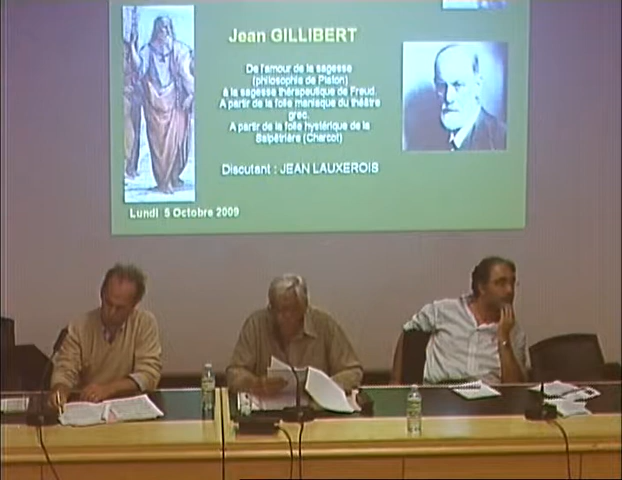 Jean GILLIBERT
De l'amour de la sagesse
(philosophie de Platon)
à la sagesse thérapeutique de Freud.
A partir de la folie maniaque du théâtre
grec.
A partir de la folie hystérique de la
Salpêtrière (Charcot)
Discutant : JEAN LAUXEROIS
Lundi 5 Octobre 2009